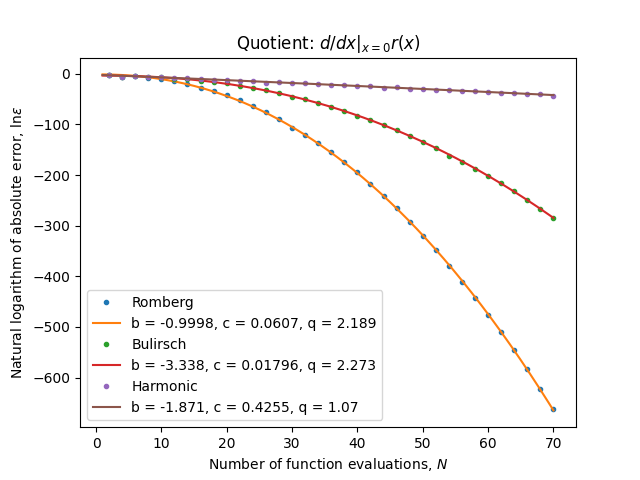 Quotient: d/dx|ₓ₌₀r(x)
0
−100
−200
−300
−400
−500
−600
Natural logarithm of absolute error, lnε
Romberg
b = -0.9998, c = 0.0607, q = 2.189
Bulirsch
b = -3.338, c = 0.01796, q = 2.273
Harmonic
b = -1.871, c = 0.4255, q = 1.07
0 10 20 30 40 50 60 70
Number of function evaluations, N